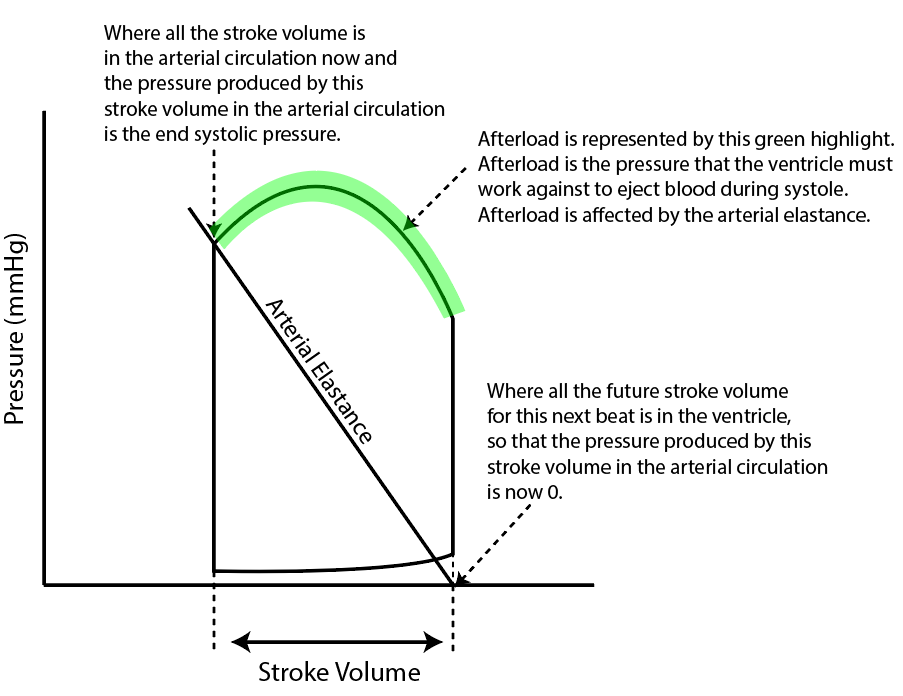 Where all the stroke volume is
in the arterial circulation now and
the pressure produced by this
stroke volume in the arterial circulation
is the end systolic pressure.
Afterload is represented by this green highlight.
Afterload is the pressure that the ventricle must
work against to eject blood during systole.
Afterload is affected by the arterial elastance.
Pressure (mmHg)
Arterial Elastance
Where all the future stroke volume
for this next beat is in the ventricle,
so that the pressure produced by this
stroke volume in the arterial circulation
is now 0.
Stroke Volume